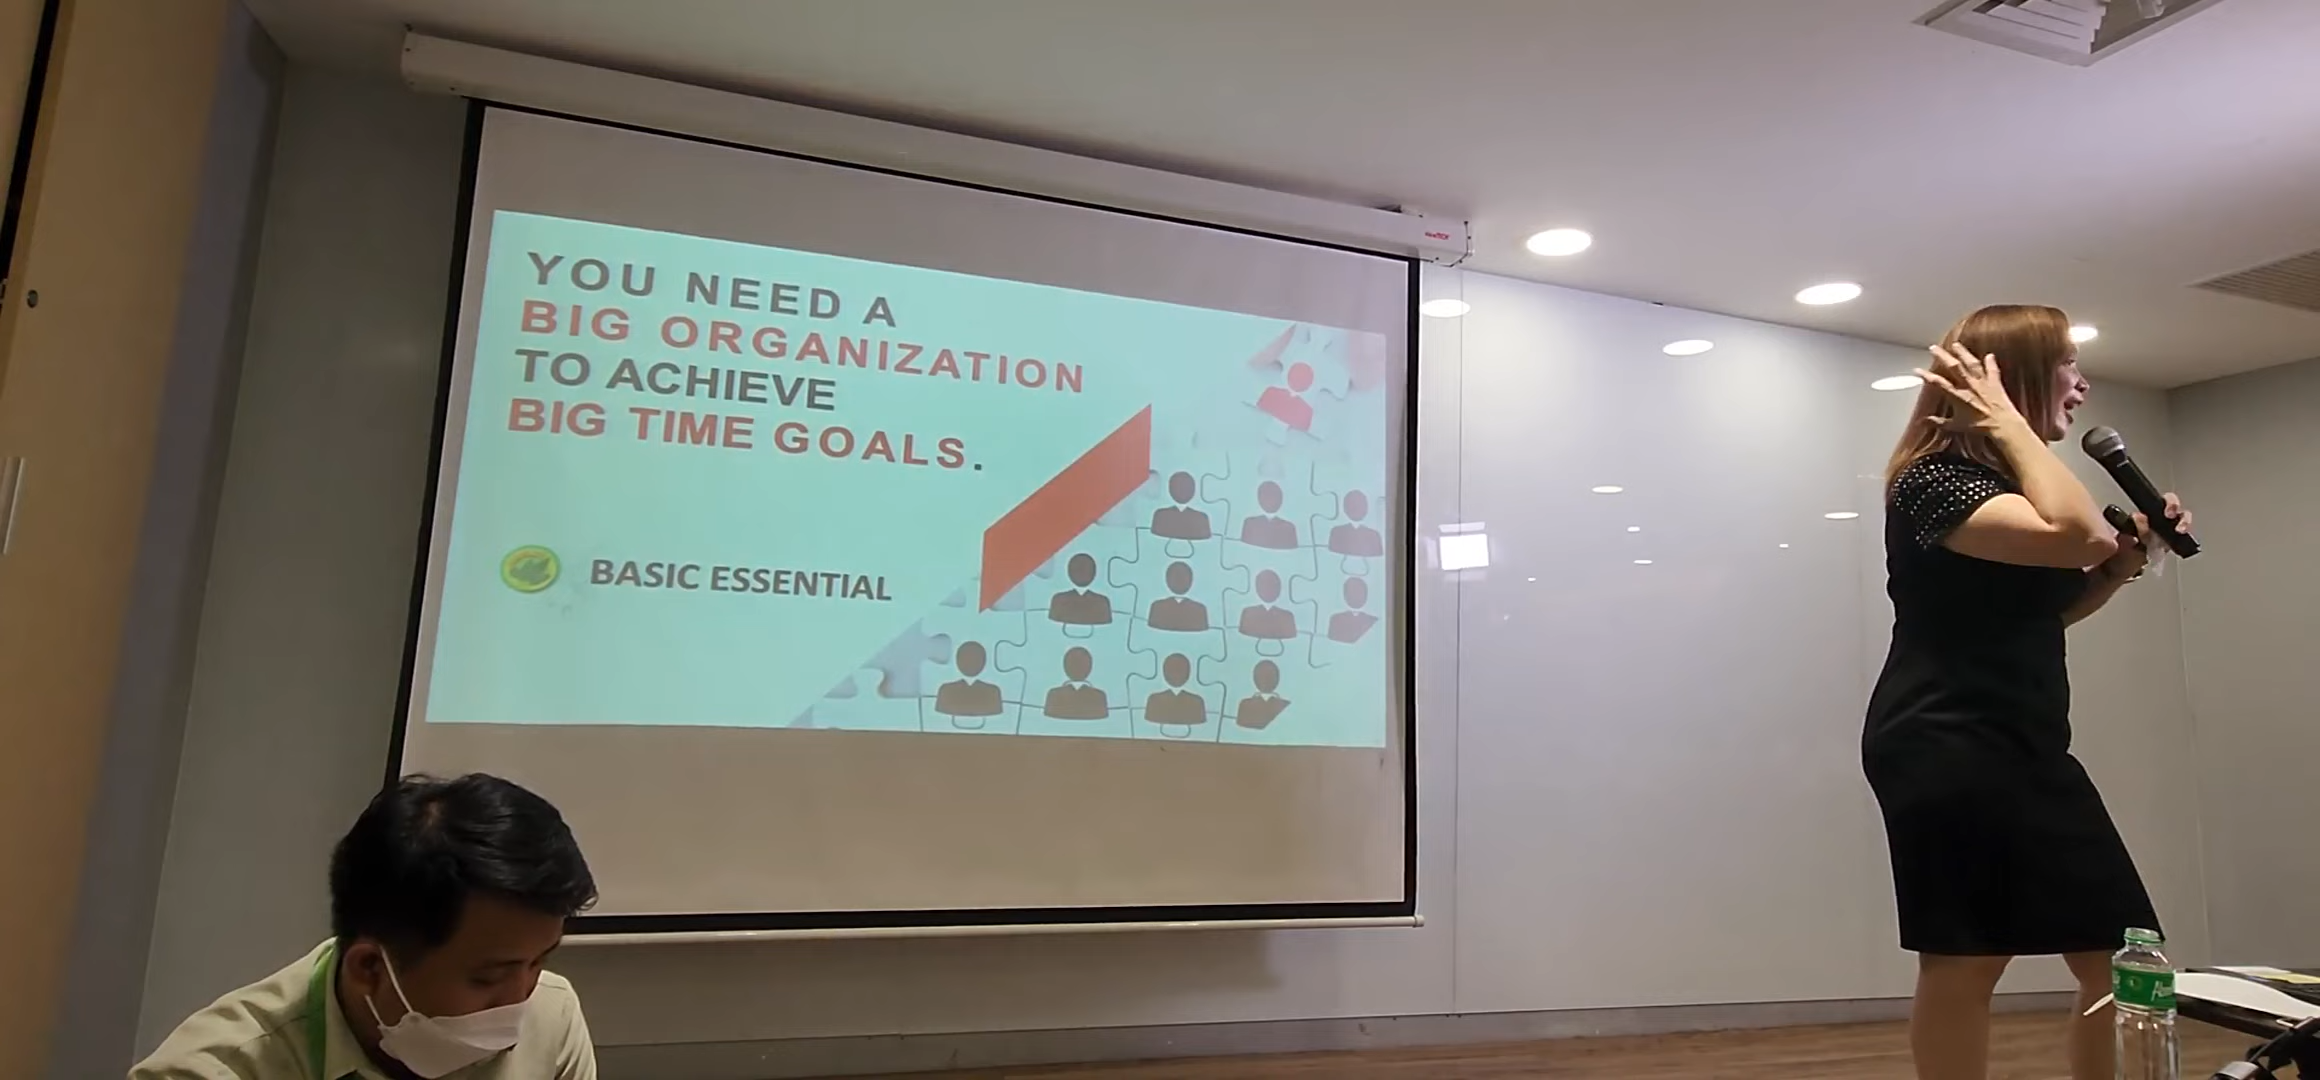 YOU NEED A
BIG ORGANIZATION
TO ACHIEVE
BIG TIME GOALS.
BASIC ESSENTIAL